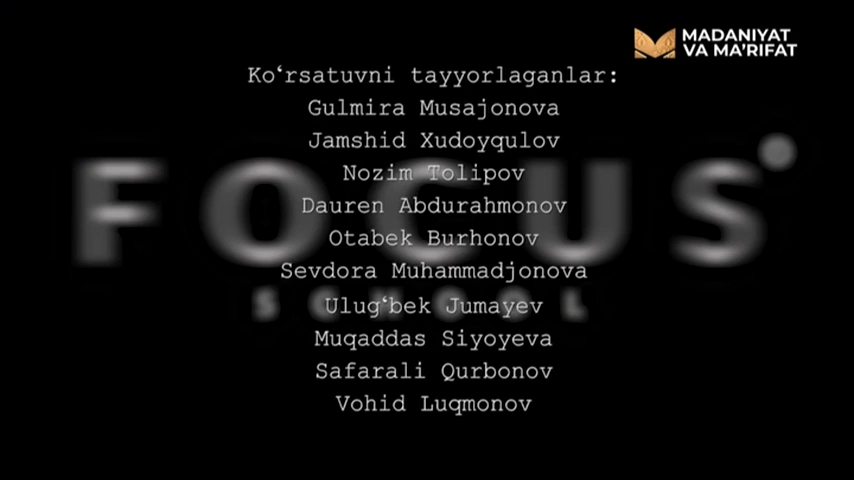 MADANIYAT
VA MA'RIFAT
Ko‘rsatuvni tayyorlaganlar:
Gulmira Musajonova
Jamshid Xudoyqulov
Nozim Tolipov
Dauren Abdurahmonov
Otabek Burhonov
Sevdora Muhammadjonova
Ulug‘bek Jumayev
Muqaddas Siyoyeva
Safarali Qurbonov
Vohid Luqmonov
FOCUS
SCHOOL